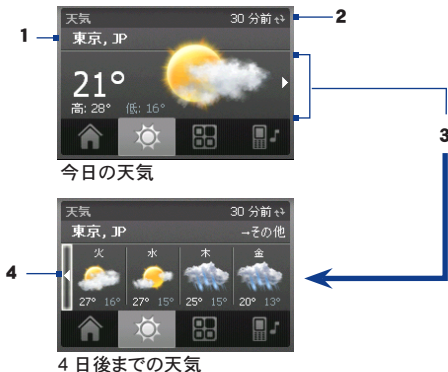 天気 30 分前 2
1 東京, JP
21°
高: 28° 低: 16°
3
今日の天気
天気 30 分前
東京, JP →その他
火 水 木 金
4
27° 16° 27° 15° 25° 15° 20° 13°
4 日後までの天気